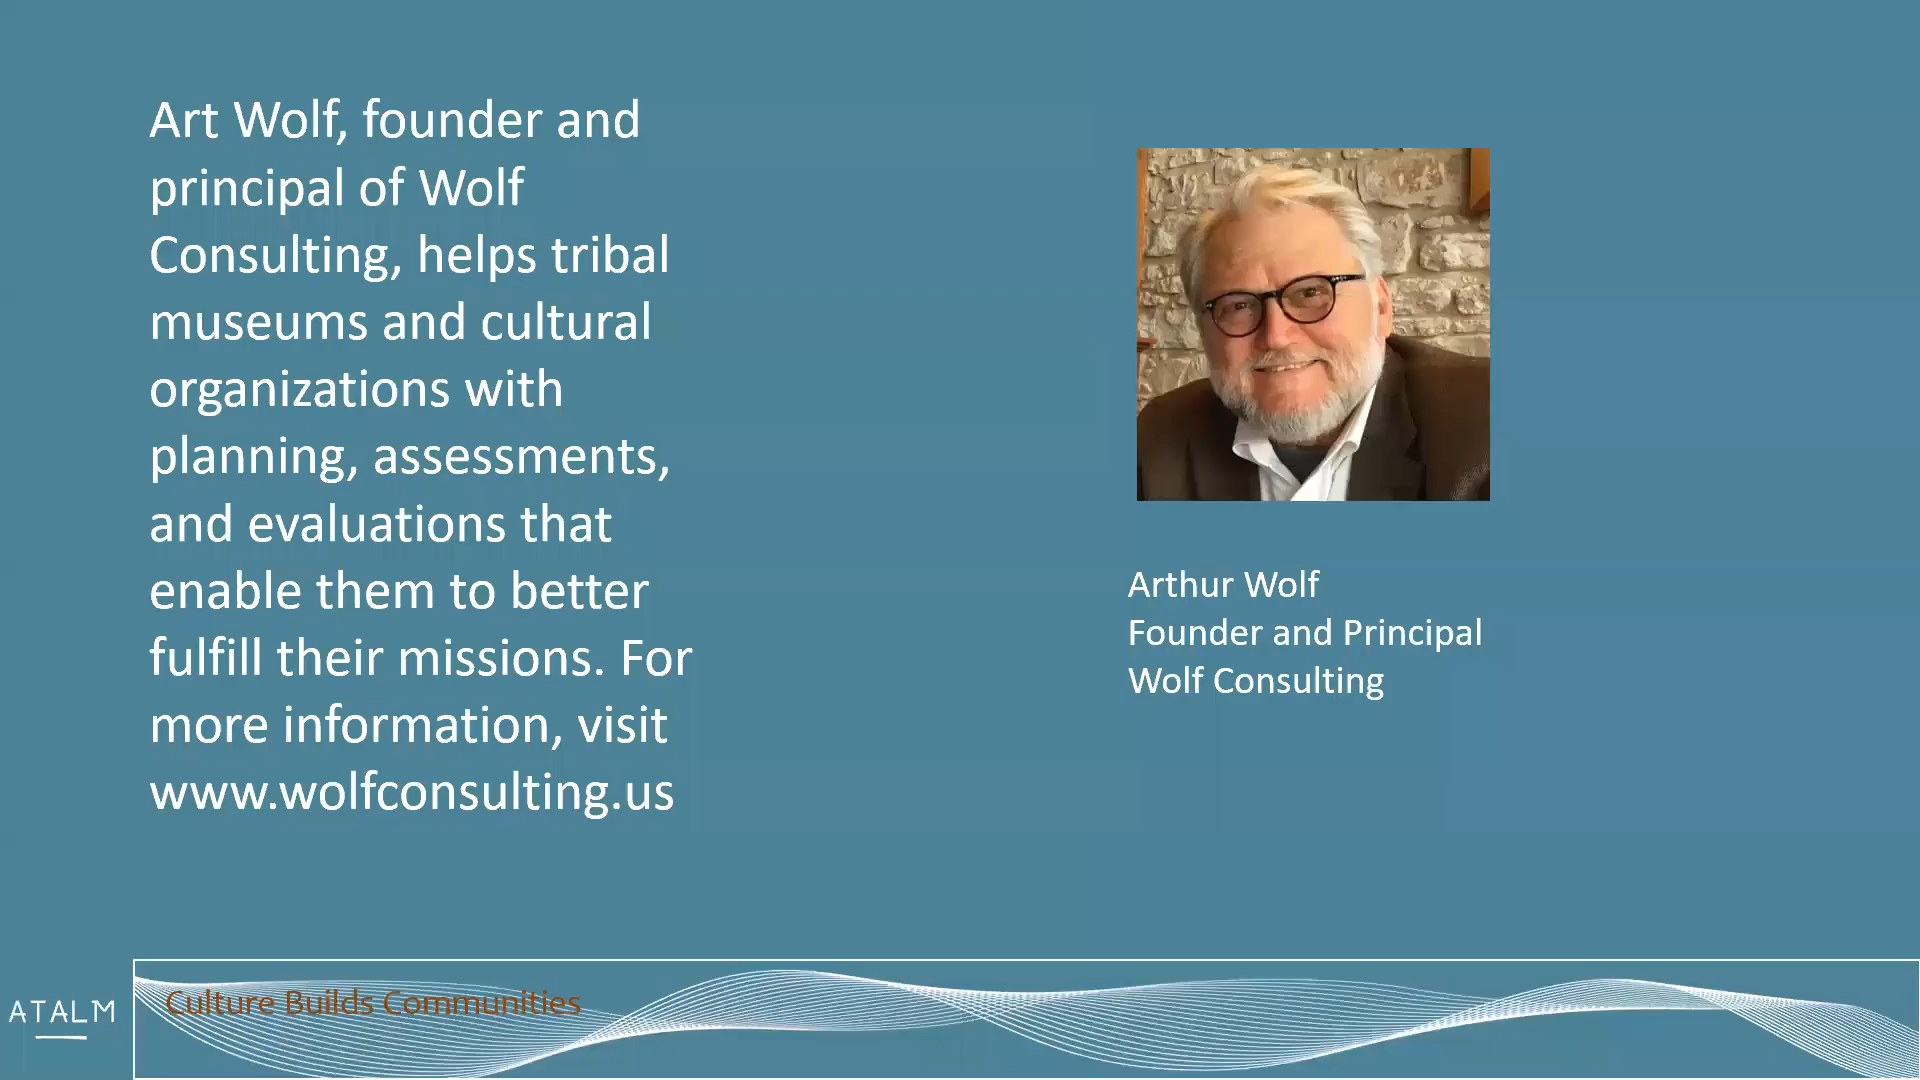 Art Wolf, founder and
principal of Wolf
Consulting, helps tribal
museums and cultural
organizations with
planning, assessments,
and evaluations that
enable them to better
fulfill their missions. For
more information, visit
www.wolfconsulting.us
Arthur Wolf
Founder and Principal
Wolf Consulting
ATALM
Culture Builds Communities